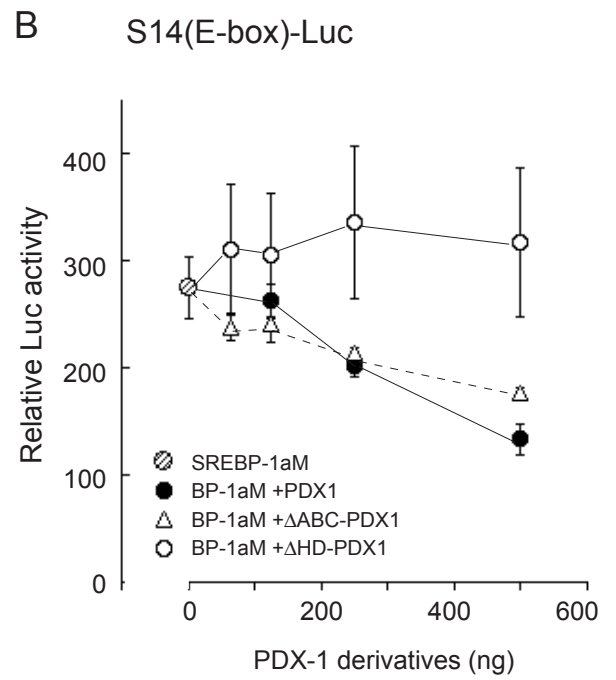 B
S14(E-box)-Luc
Relative Luc activity
400
300
200
100
0
SREBP-1aM
BP-1aM +PDX1
BP-1aM +ΔABC-PDX1
BP-1aM +ΔHD-PDX1
0 200 400 600
PDX-1 derivatives (ng)